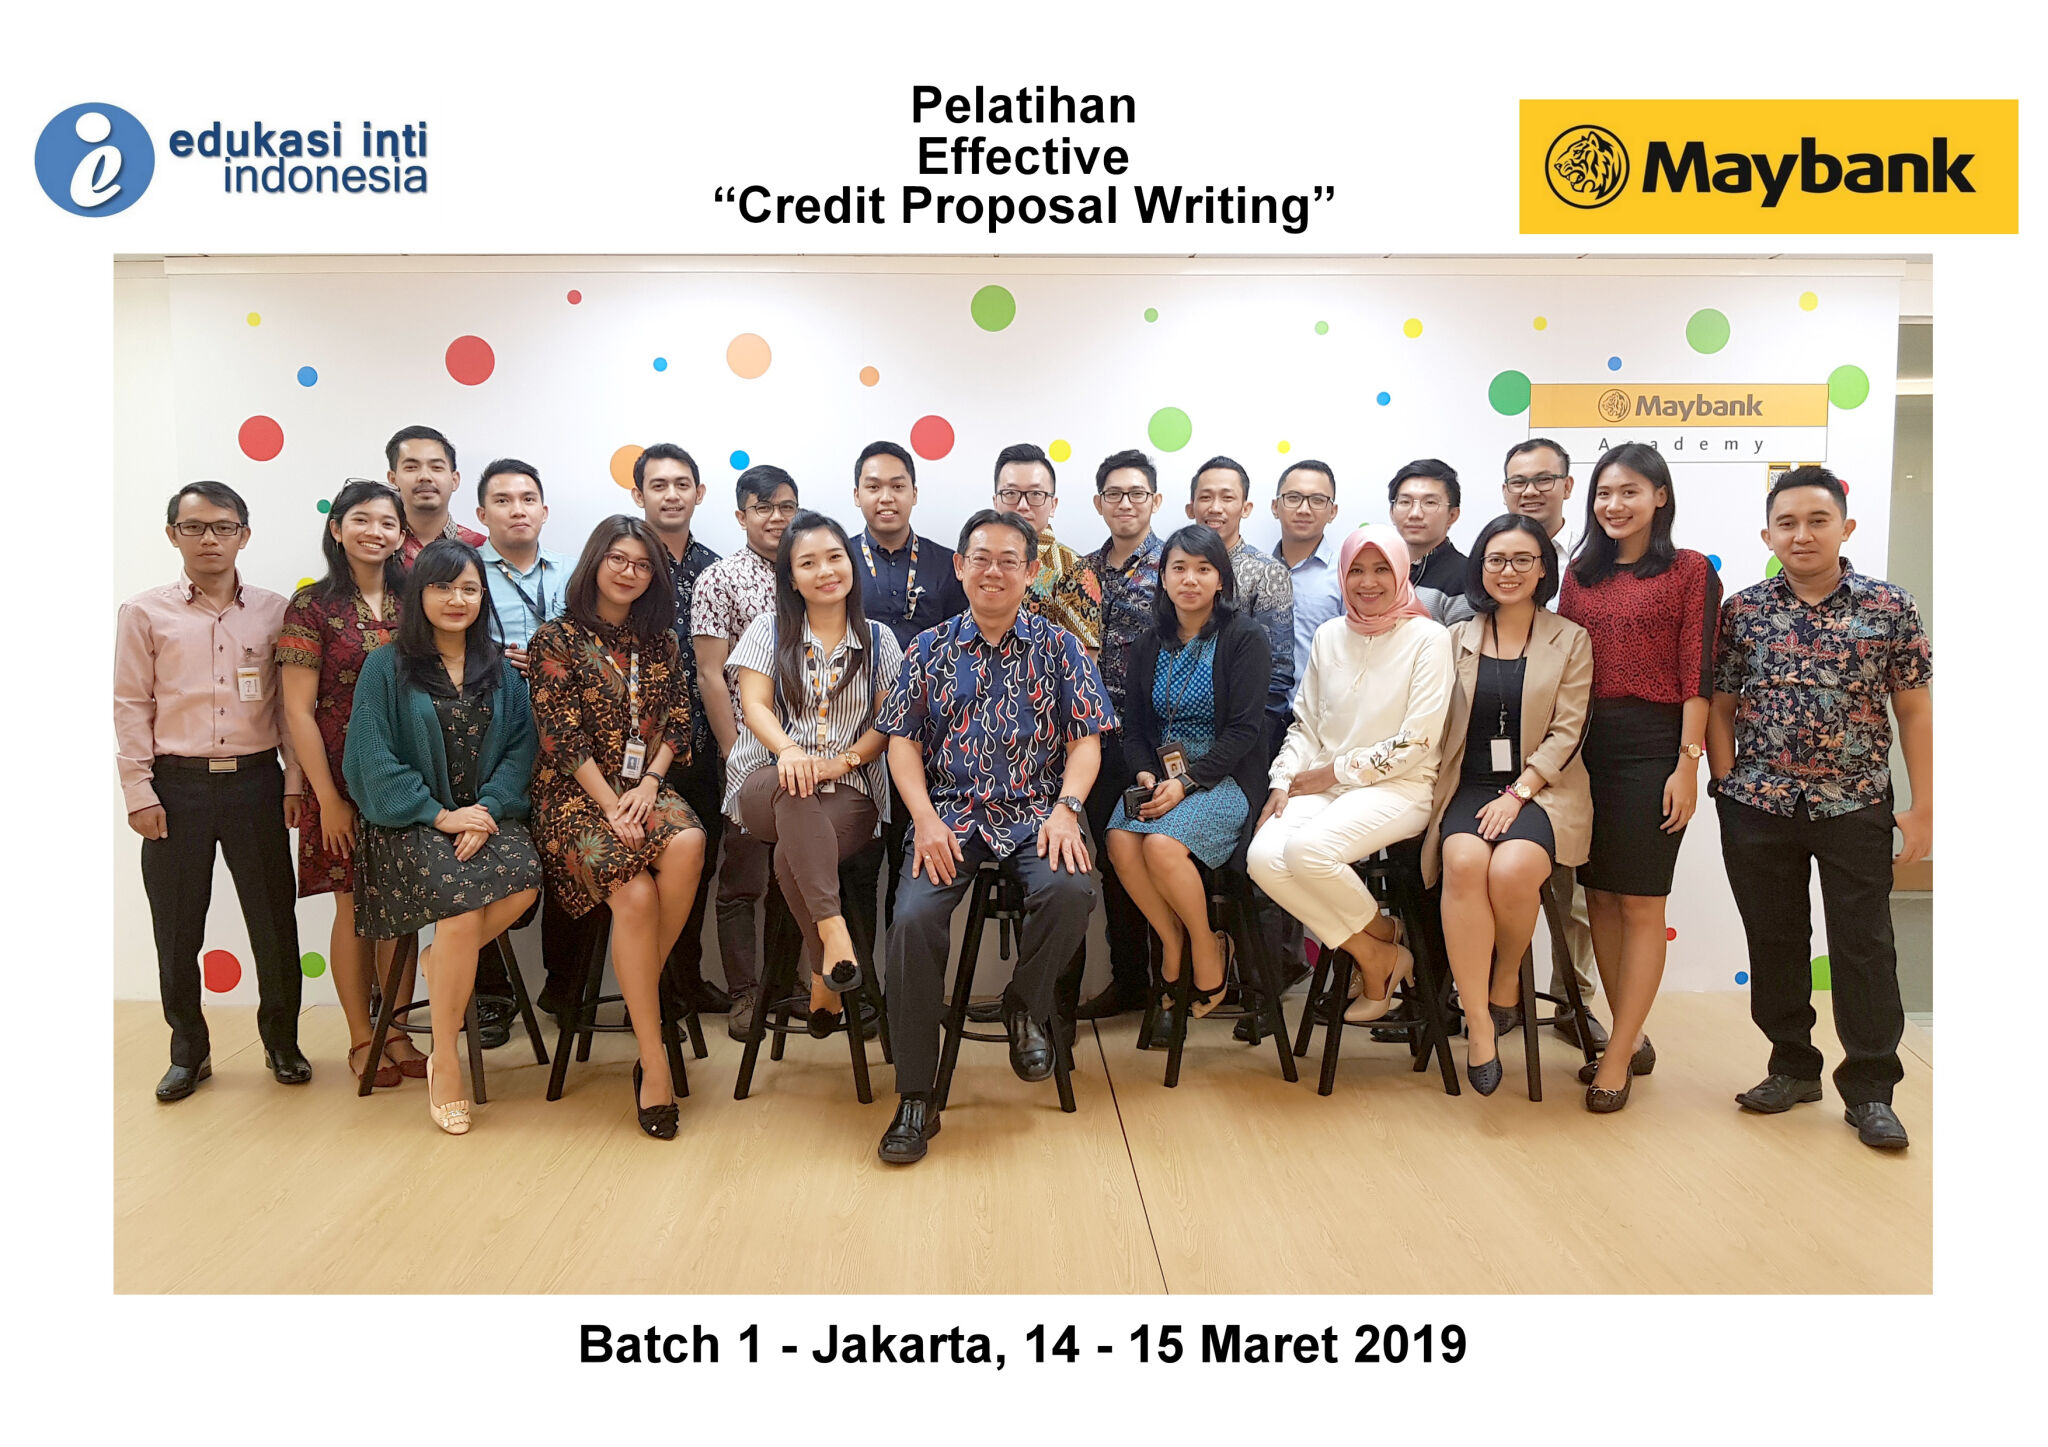 edukasi inti
indonesia
Pelatihan
Effective
“Credit Proposal Writing”
Maybank
Maybank
Academy
Batch 1 - Jakarta, 14 - 15 Maret 2019